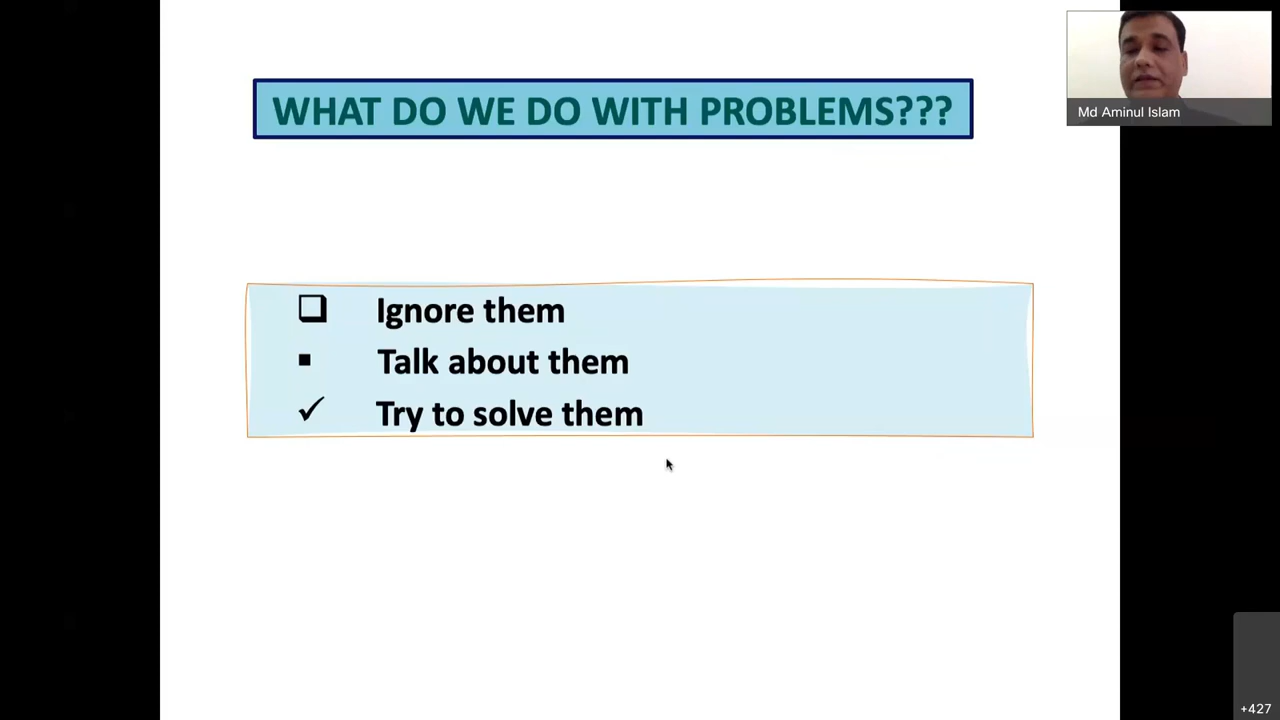 WHAT DO WE DO WITH PROBLEMS???
Md Aminul Islam
Ignore them
Talk about them
Try to solve them
+427